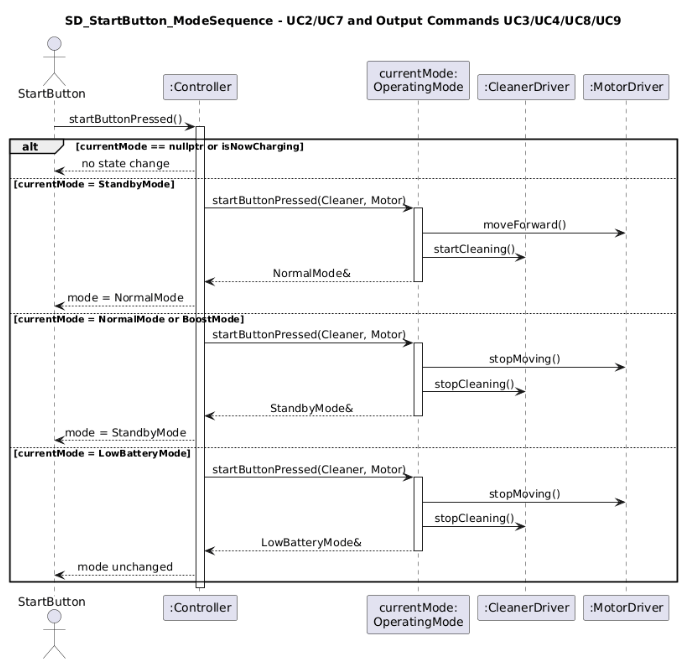 SD_StartButton_ModeSequence - UC2/UC7 and Output Commands UC3/UC4/UC8/UC9
StartButton
:Controller
currentMode:
OperatingMode
:CleanerDriver
:MotorDriver
startButtonPressed()
alt
[currentMode == nullptr or isNowCharging]
no state change
[currentMode = StandbyMode]
startButtonPressed(Cleaner, Motor)
moveForward()
startCleaning()
NormalMode&
mode = NormalMode
[currentMode = NormalMode or BoostMode]
startButtonPressed(Cleaner, Motor)
stopMoving()
stopCleaning()
StandbyMode&
mode = StandbyMode
[currentMode = LowBatteryMode]
startButtonPressed(Cleaner, Motor)
stopMoving()
stopCleaning()
LowBatteryMode&
mode unchanged
StartButton
:Controller
currentMode:
OperatingMode
:CleanerDriver
:MotorDriver